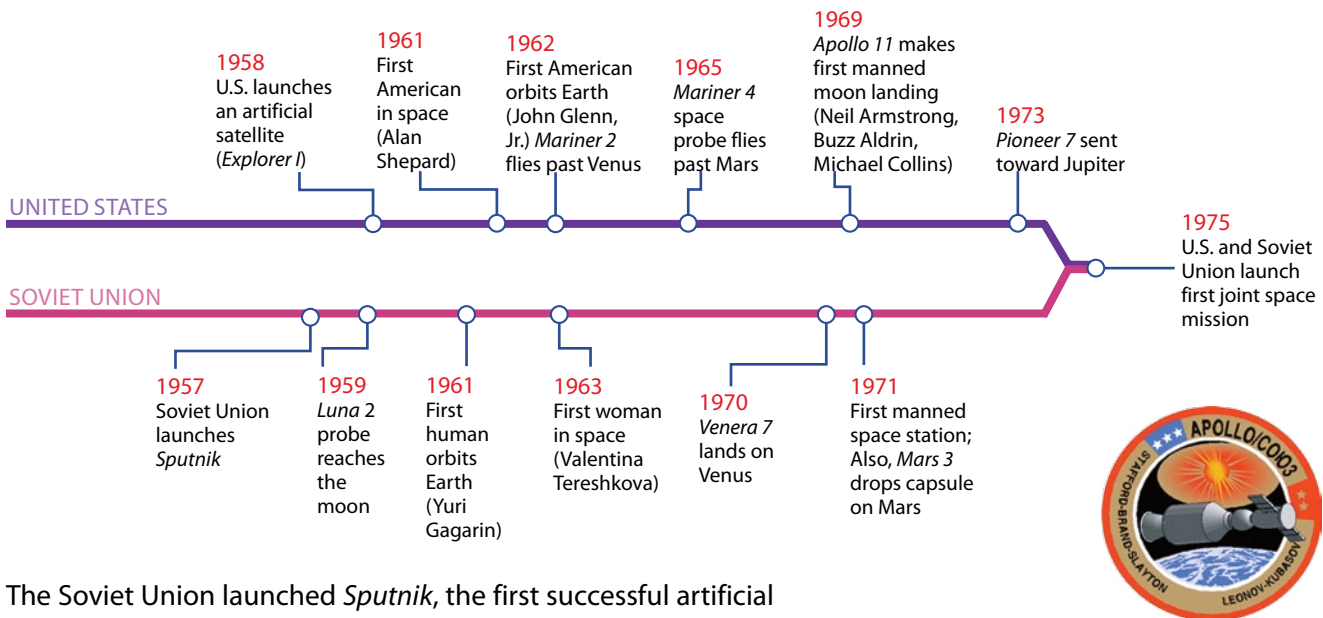 1958
U.S. launches
an artificial
satellite
(Explorer I)
1961
First
American
in space
(Alan
Shepard)
1962
First American
orbits Earth
(John Glenn,
Jr.) Mariner 2
flies past Venus
1965
Mariner 4
space
probe flies
past Mars
1969
Apollo 11 makes
first manned
moon landing
(Neil Armstrong,
Buzz Aldrin,
Michael Collins)
1973
Pioneer 7 sent
toward Jupiter
UNITED STATES
1975
U.S. and Soviet
Union launch
first joint space
mission
SOVIET UNION
1957
Soviet Union
launches
Sputnik
1959
Luna 2
probe
reaches
the
moon
1961
First
human
orbits
Earth
(Yuri
Gagarin)
1963
First woman
in space
(Valentina
Tereshkova)
1970
Venera 7
lands on
Venus
1971
First manned
space station;
Also, Mars 3
drops capsule
on Mars
APOLLO/СОЮЗ
STAFFORD-BRAND-SLAYTON
LEONOV-KUBASOV
The Soviet Union launched Sputnik, the first successful artificial